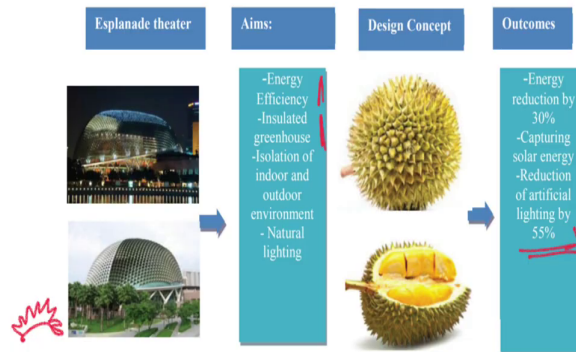 Esplanade theater
Aims:
Design Concept
Outcomes
-Energy
Efficiency
-Insulated
greenhouse
-Isolation of
indoor and
outdoor
environment
- Natural
lighting
-Energy
reduction by
30%
-Capturing
solar energy
-Reduction
of artificial
lighting by
55%